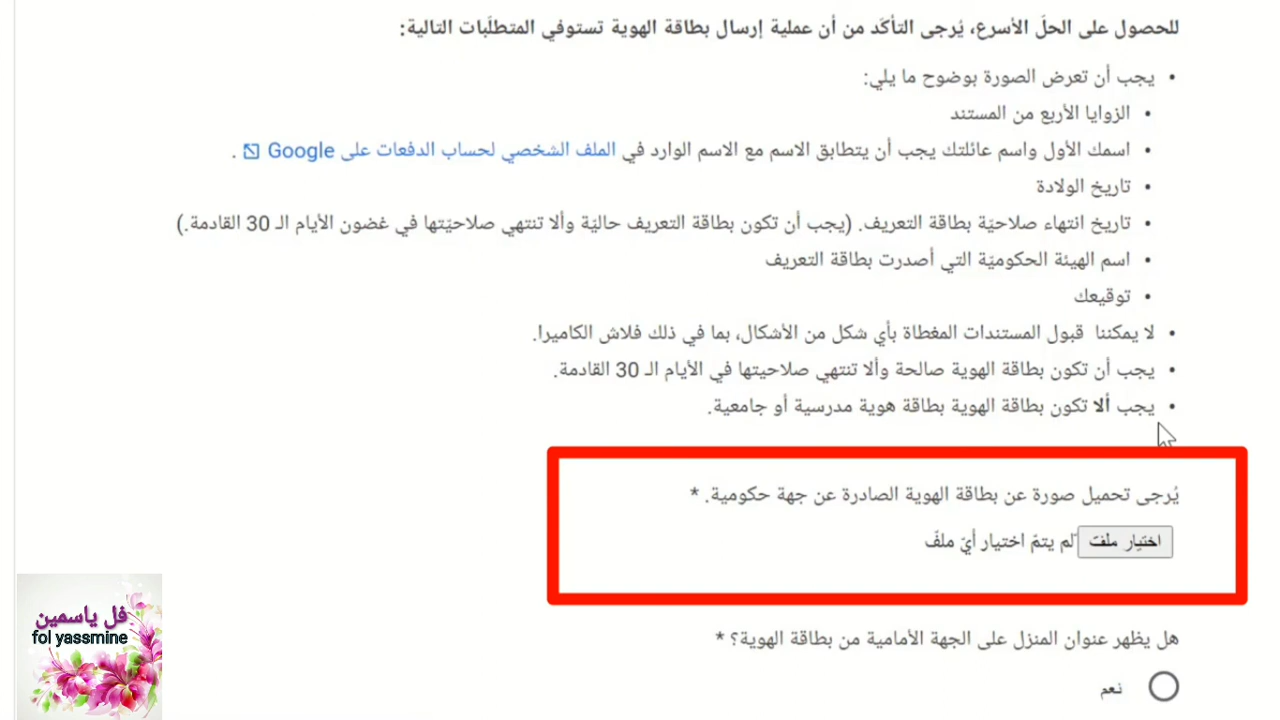 للحصول على الحلّ الأسرع، يُرجى التأكّد من أن عملية إرسال بطاقة الهوية تستوفي المتطلّبات التالية:
• يجب أن تعرض الصورة بوضوح ما يلي:
• الزوايا الأربع من المستند
• اسمك الأول واسم عائلتك يجب أن يتطابق الاسم مع الاسم الوارد في الملف الشخصي لحساب الدفعات على Google .
• تاريخ الولادة
• تاريخ انتهاء صلاحيّة بطاقة التعريف. (يجب أن تكون بطاقة التعريف حاليّة وألا تنتهي صلاحيّتها في غضون الأيام الـ 30 القادمة.)
• اسم الهيئة الحكوميّة التي أصدرت بطاقة التعريف
• توقيعك
• لا يمكننا قبول المستندات المغطاة بأي شكل من الأشكال، بما في ذلك فلاش الكاميرا.
• يجب أن تكون بطاقة الهوية صالحة وألا تنتهي صلاحيتها في الأيام الـ 30 القادمة.
• يجب ألا تكون بطاقة الهوية بطاقة هوية مدرسية أو جامعية.
يُرجى تحميل صورة عن بطاقة الهوية الصادرة عن جهة حكومية. *
اختيار ملف لم يتمّ اختيار أيّ ملفّ
هل يظهر عنوان المنزل على الجهة الأمامية من بطاقة الهوية؟ *
نعم
فل ياسمين
fol yassmine